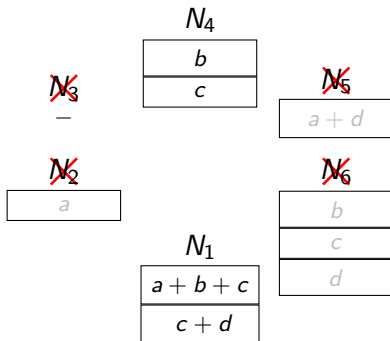 N₄
b
c
N₃
–
N₅
a + d
N₂
a
N₆
b
c
d
N₁
a + b + c
c + d